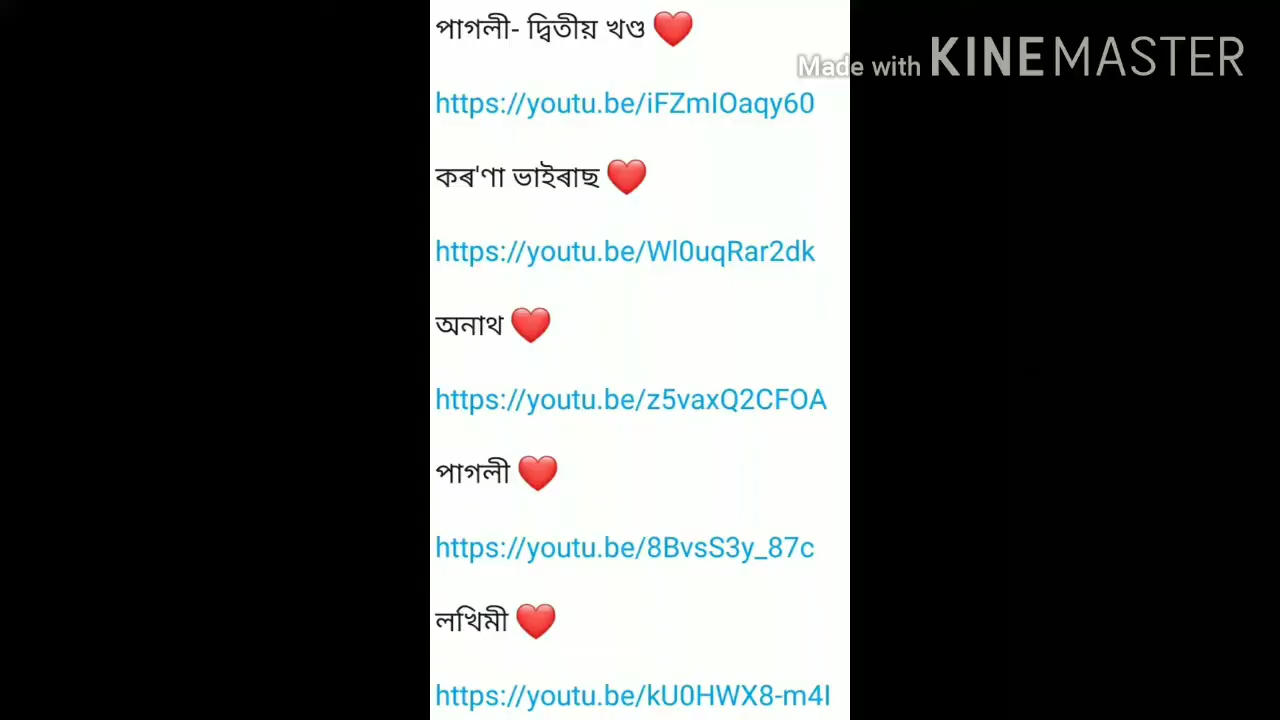 পাগলী- দ্বিতীয় খণ্ড ❤️
Made with KINEMASTER
https://youtu.be/iFZmIOaqy60
কৰ'ণা ভাইৰাছ ❤️
https://youtu.be/Wl0uqRar2dk
অনাথ ❤️
https://youtu.be/z5vaxQ2CFOA
পাগলী ❤️
https://youtu.be/8BvsS3y_87c
লখিমী ❤️
https://youtu.be/kU0HWX8-m4I